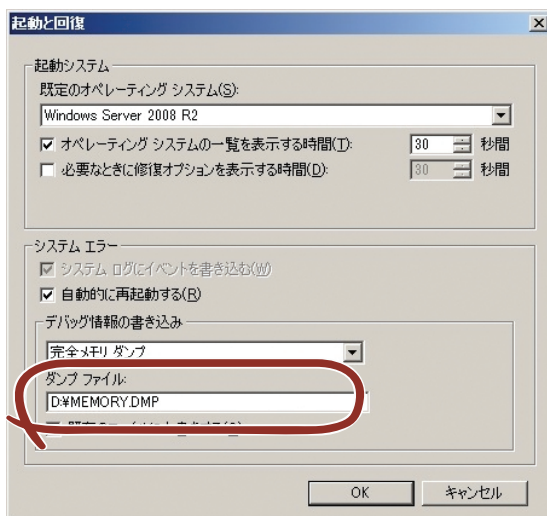 起動と回復
起動システム
既定のオペレーティング システム(S):
Windows Server 2008 R2
オペレーティング システムの一覧を表示する時間(T): 30 秒間
必要なときに修復オプションを表示する時間(D): 30 秒間
システム エラー
システム ログにイベントを書き込む(W)
自動的に再起動する(R)
デバッグ情報の書き込み
完全メモリ ダンプ
ダンプ ファイル:
D:¥MEMORY.DMP
OK キャンセル